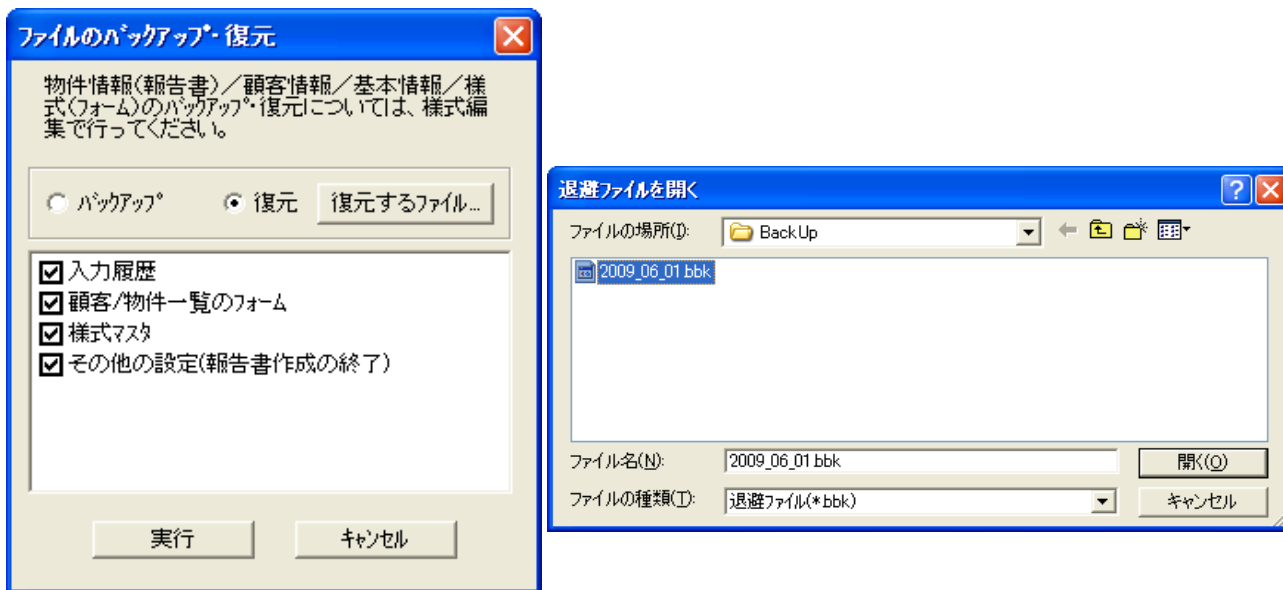 ﾌｧｲﾙのﾊﾞｯｸｱｯﾌﾟ・復元
物件情報(報告書)／顧客情報／基本情報／様
式(ﾌｫｰﾑ)のﾊﾞｯｸｱｯﾌﾟ・復元については、様式編
集で行ってください。
ﾊﾞｯｸｱｯﾌﾟ
復元
復元するﾌｧｲﾙ...
入力履歴
顧客/物件一覧のﾌｫｰﾑ
様式ﾏｽﾀ
その他の設定(報告書作成の終了)
実行
ｷｬﾝｾﾙ
退避ﾌｧｲﾙを開く
ファイルの場所(I):
BackUp
2009_06_01.bbk
ファイル名(N):
2009_06_01.bbk
開く(O)
ファイルの種類(T):
退避ﾌｧｲﾙ(*.bbk)
キャンセル